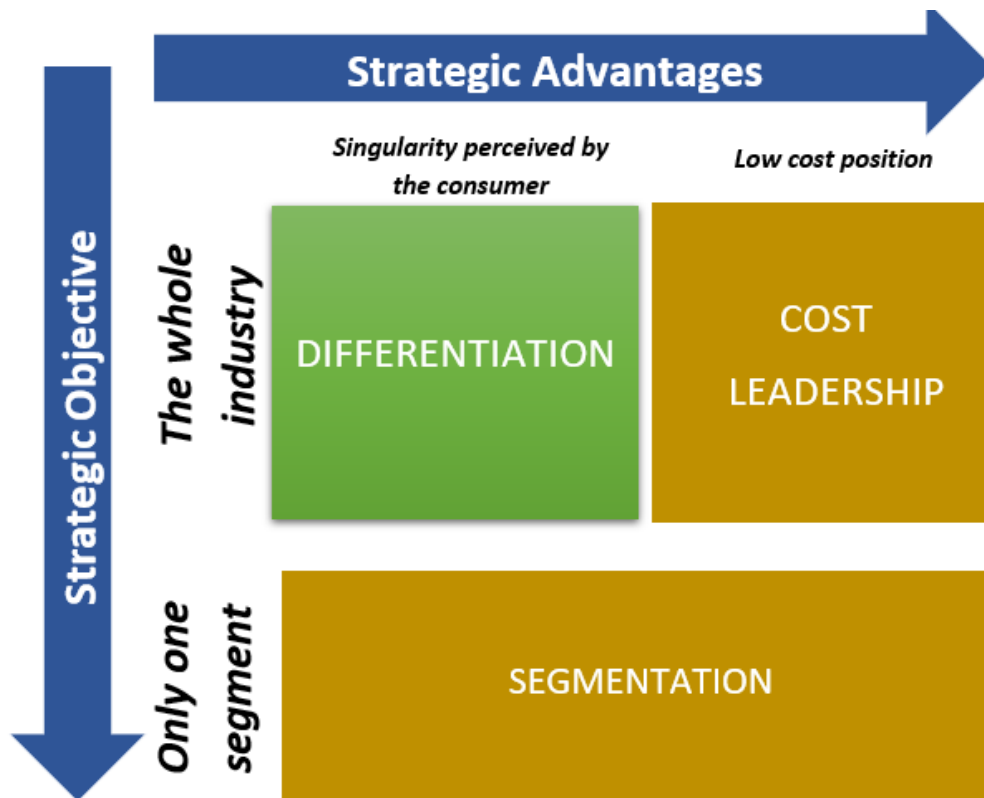 Strategic Advantages
Singularity perceived by
the consumer
Low cost position
Strategic Objective
The whole
industry
DIFFERENTIATION
COST
LEADERSHIP
Only one
segment
SEGMENTATION